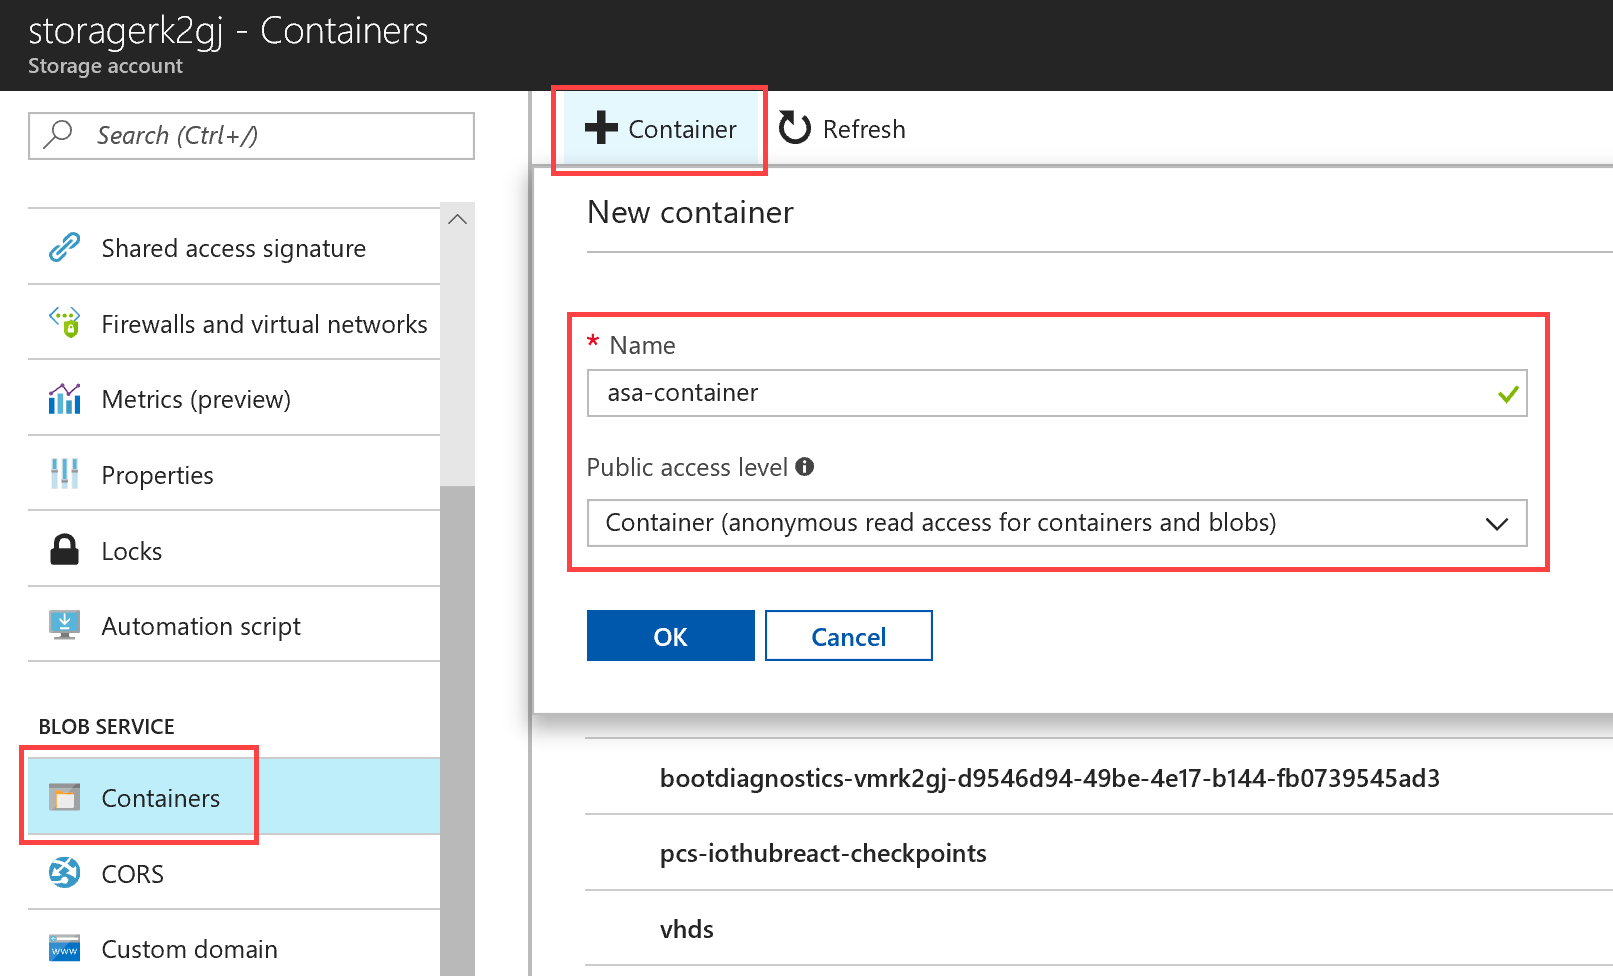 storagerk2gj - Containers
Storage account
Search (Ctrl+/)
Shared access signature
Firewalls and virtual networks
Metrics (preview)
Properties
Locks
Automation script
BLOB SERVICE
Containers
CORS
Custom domain
Container
Refresh
New container
* Name
asa-container
Public access level
Container (anonymous read access for containers and blobs)
OK
Cancel
bootdiagnostics-vmrk2gj-d9546d94-49be-4e17-b144-fb0739545ad3
pcs-iothubreact-checkpoints
vhds